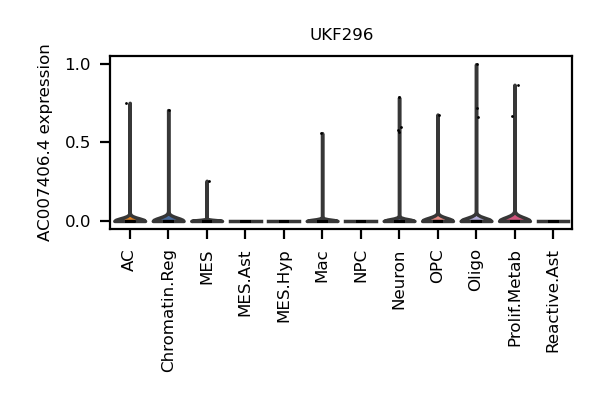 UKF296
AC007406.4 expression
1.0
0.5
0.0
AC
Chromatin.Reg
MES
MES.Ast
MES.Hyp
Mac
NPC
Neuron
OPC
Oligo
Prolif.Metab
Reactive.Ast